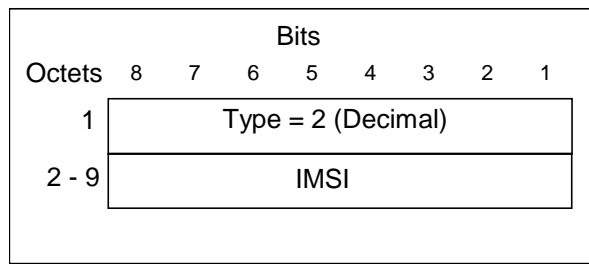 Bits
Octets 8 7 6 5 4 3 2 1
1 Type = 2 (Decimal)
2 - 9 IMSI